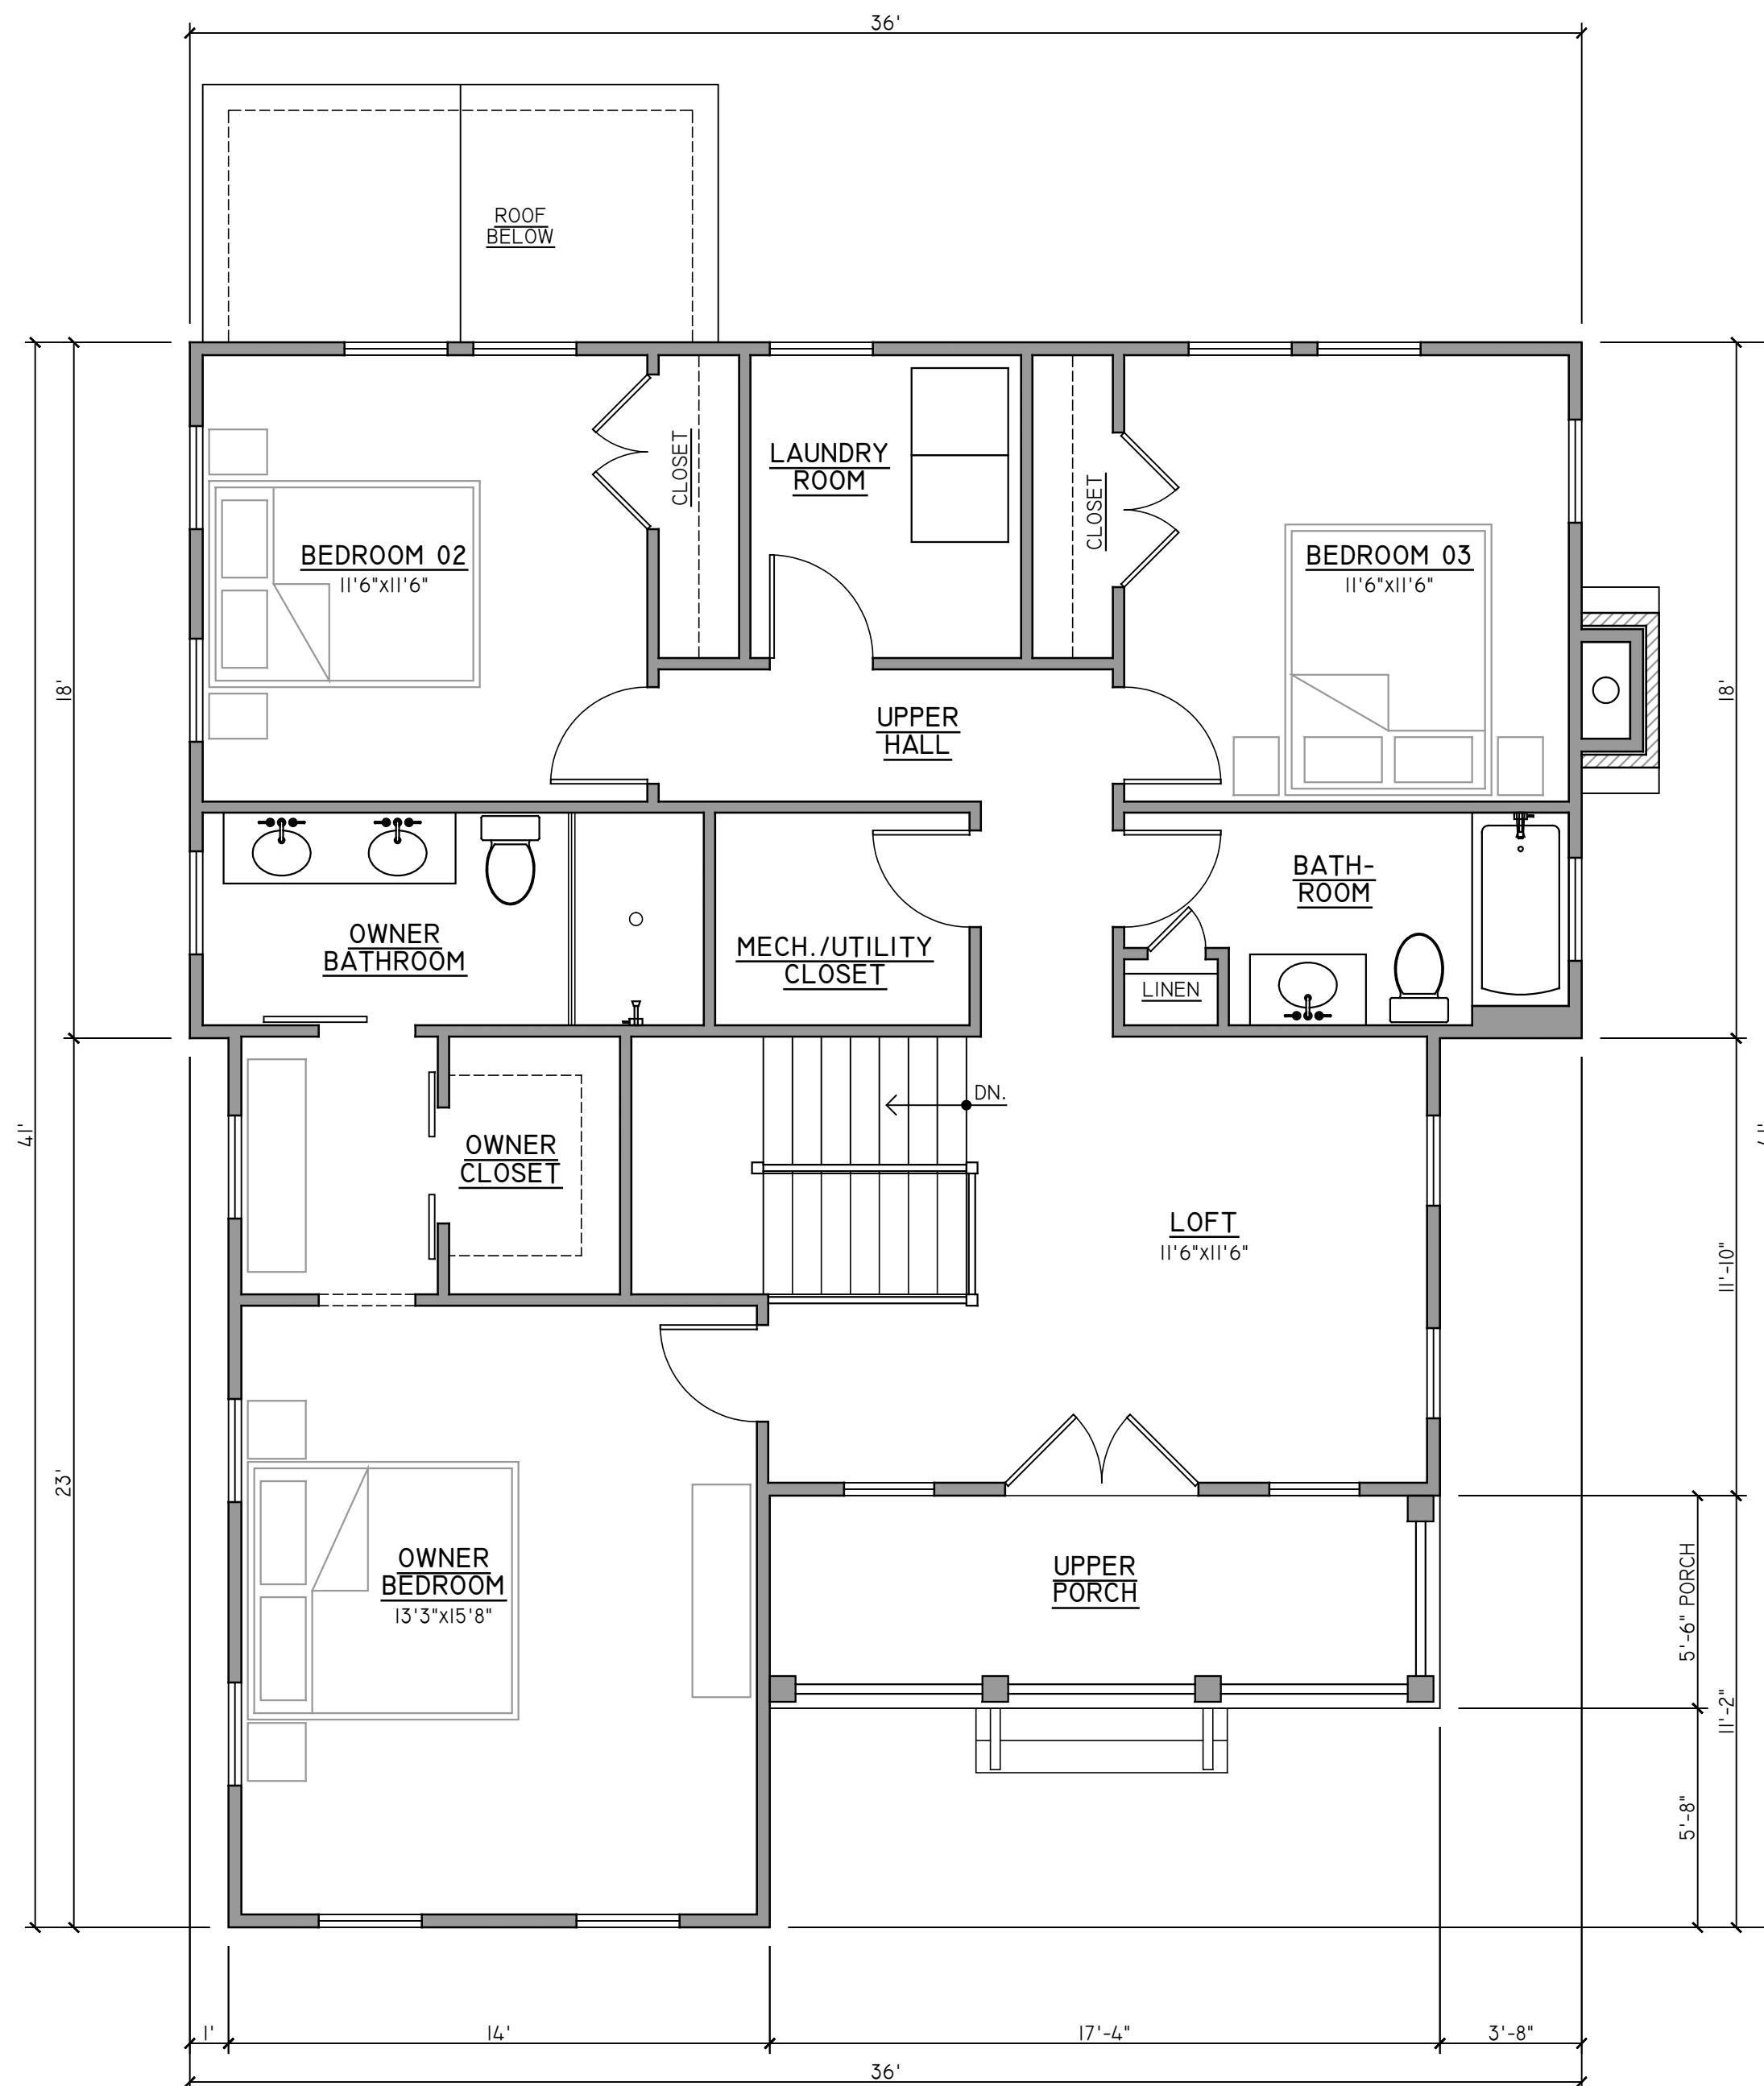 36'
ROOF
BELOW
CLOSET
LAUNDRY
ROOM
CLOSET
BEDROOM 02
11'6"x11'6"
BEDROOM 03
11'6"x11'6"
18'
UPPER
HALL
18'
OWNER
BATHROOM
MECH./UTILITY
CLOSET
BATH-
ROOM
LINEN
41'
DN.
OWNER
CLOSET
LOFT
11'6"x11'6"
11'-10"
23'
OWNER
BEDROOM
13'3"x15'8"
UPPER
PORCH
5'-6" PORCH
11'-2"
5'-8"
1'
14'
17'-4"
3'-8"
36'